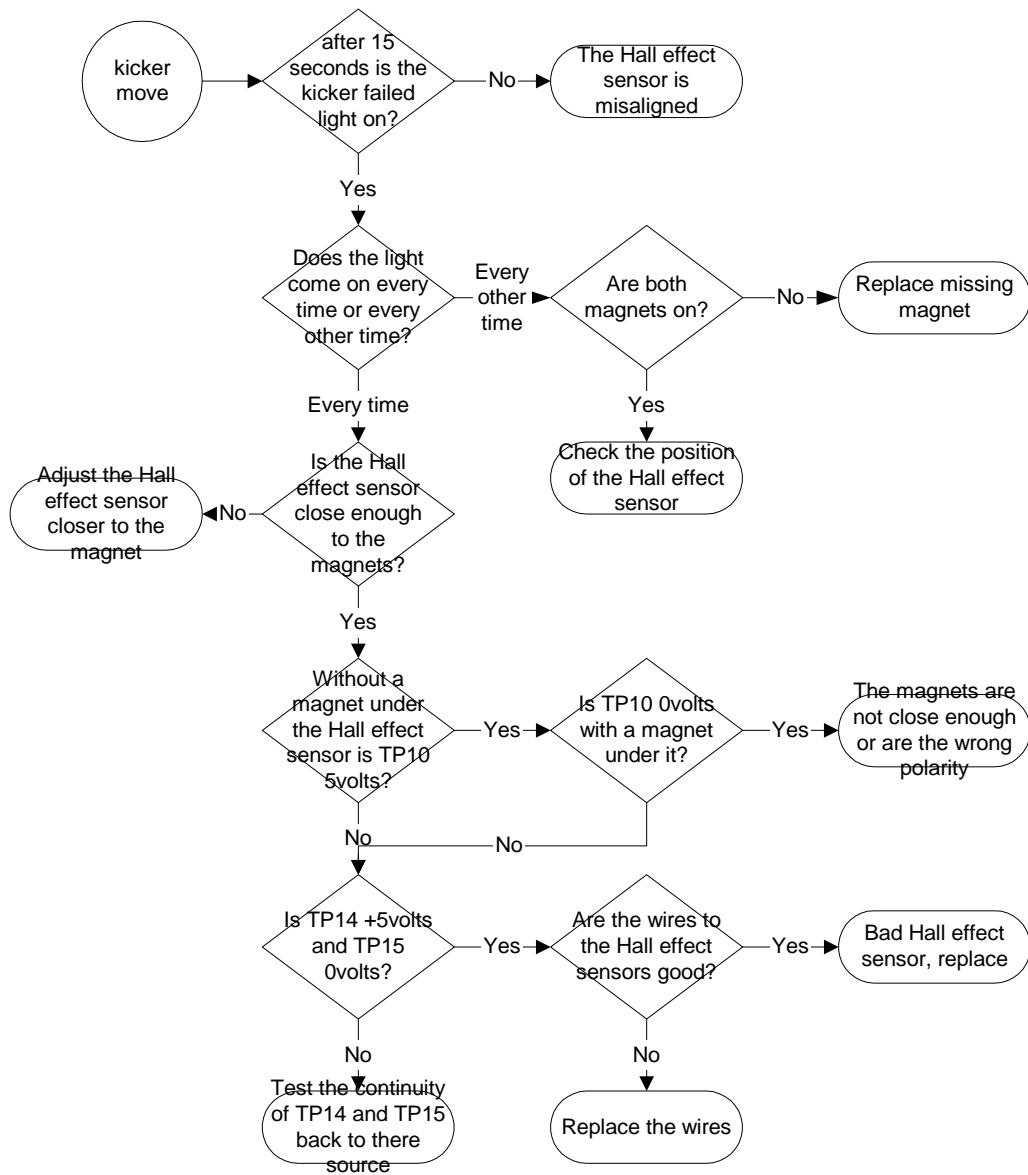 kicker
move
after 15
seconds is the
kicker failed
light on?
No
The Hall effect
sensor is
misaligned
Yes
Does the light
come on every
time or every
other time?
Every
other
time
Are both
magnets on?
No
Replace missing
magnet
Every time
Yes
Check the position
of the Hall effect
sensor
Is the Hall
effect sensor
close enough
to the
magnets?
No
Adjust the Hall
effect sensor
closer to the
magnet
Yes
Without a
magnet under
the Hall effect
sensor is TP10
5volts?
Yes
Is TP10 0volts
with a magnet
under it?
Yes
The magnets are
not close enough
or are the wrong
polarity
No
No
Is TP14 +5volts
and TP15
0volts?
Yes
Are the wires to
the Hall effect
sensors good?
Yes
Bad Hall effect
sensor, replace
No
Test the continuity
of TP14 and TP15
back to there
source
No
Replace the wires